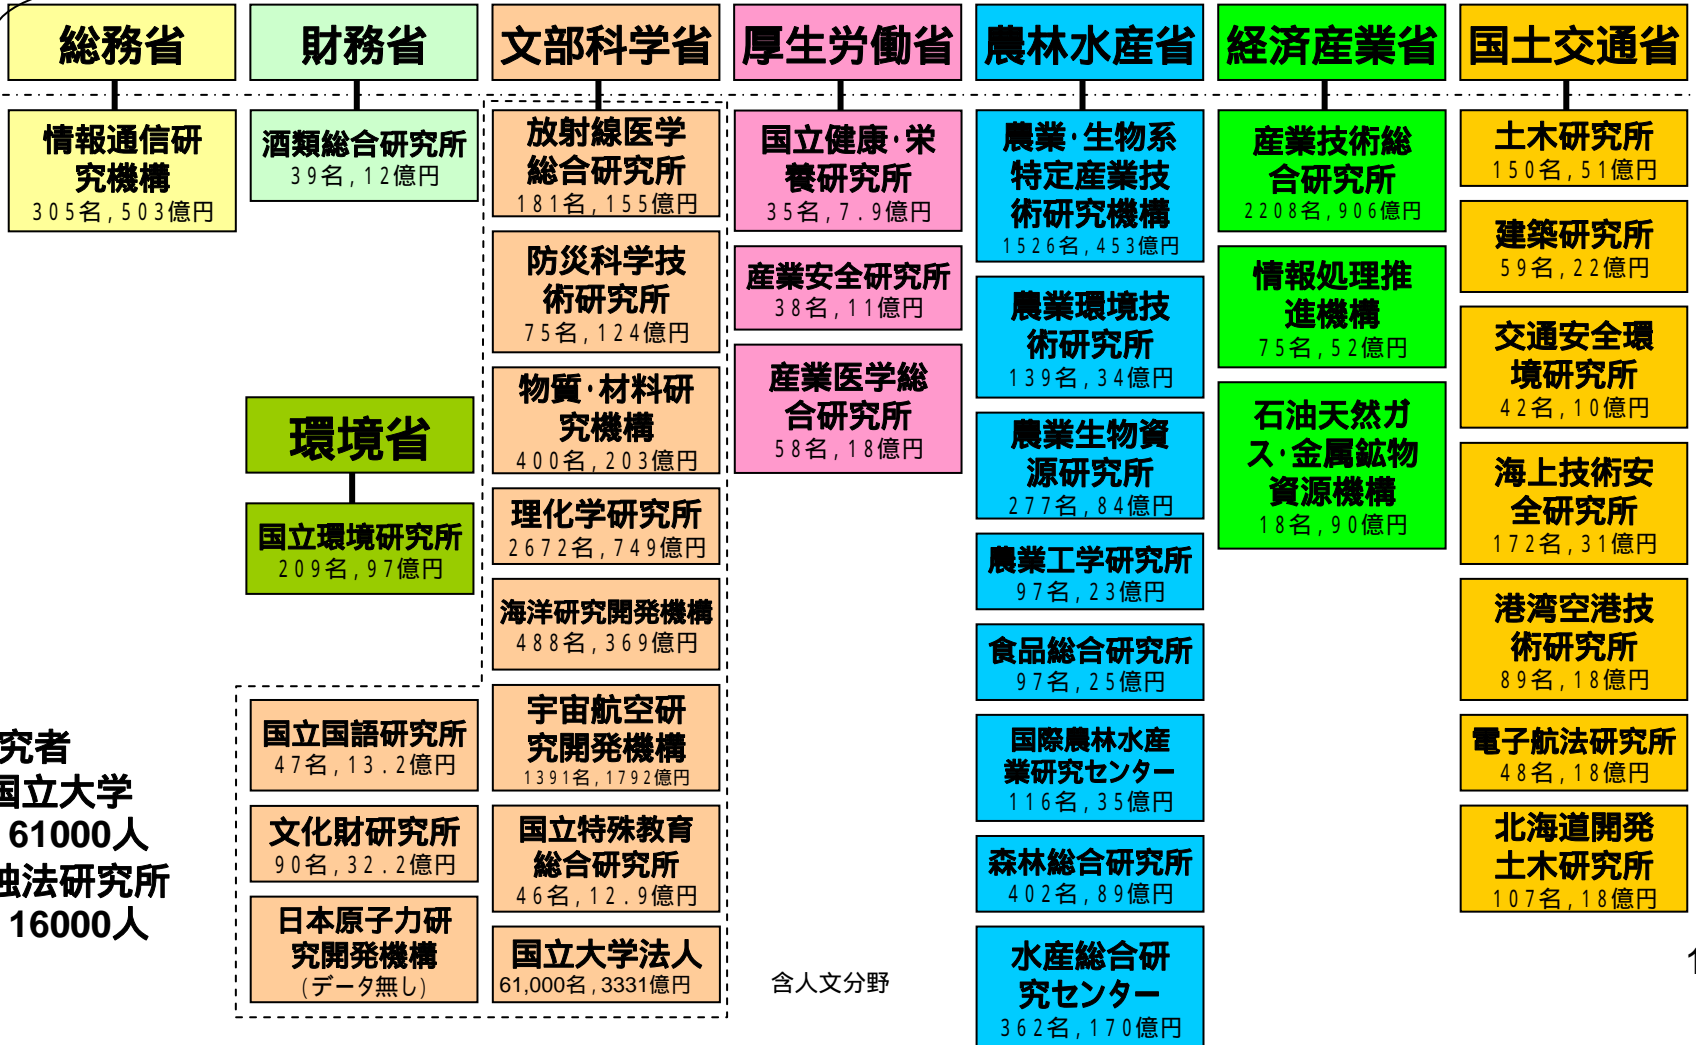 総務省
情報通信研
究機構
305名,503億円
財務省
酒類総合研究所
39名,12億円
環境省
国立環境研究所
209名,97億円
文部科学省
放射線医学
総合研究所
181名,155億円
防災科学技
術研究所
75名,124億円
物質・材料研
究機構
400名,203億円
理化学研究所
2672名,749億円
海洋研究開発機構
488名,369億円
宇宙航空研
究開発機構
1391名,1792億円
国立特殊教育
総合研究所
46名,12.9億円
国立大学法人
61,000名,3331億円
国立国語研究所
47名,13.2億円
文化財研究所
90名,32.2億円
日本原子力研
究開発機構
(データ無し)
厚生労働省
国立健康・栄
養研究所
35名,7.9億円
産業安全研究所
38名,11億円
産業医学総
合研究所
58名,18億円
農林水産省
農業・生物系
特定産業技
術研究機構
1526名,453億円
農業環境技
術研究所
139名,34億円
農業生物資
源研究所
277名,84億円
農業工学研究所
97名,23億円
食品総合研究所
97名,25億円
国際農林水産
業研究センター
116名,35億円
森林総合研究所
402名,89億円
水産総合研
究センター
362名,170億円
経済産業省
産業技術総
合研究所
2208名,906億円
情報処理推
進機構
75名,52億円
石油天然ガ
ス・金属鉱物
資源機構
18名,90億円
国土交通省
土木研究所
150名,51億円
建築研究所
59名,22億円
交通安全環
境研究所
42名,10億円
海上技術安
全研究所
172名,31億円
港湾空港技
術研究所
89名,18億円
電子航法研究所
48名,18億円
北海道開発
土木研究所
107名,18億円
究者
国立大学
61000人
独法研究所
16000人
含人文分野